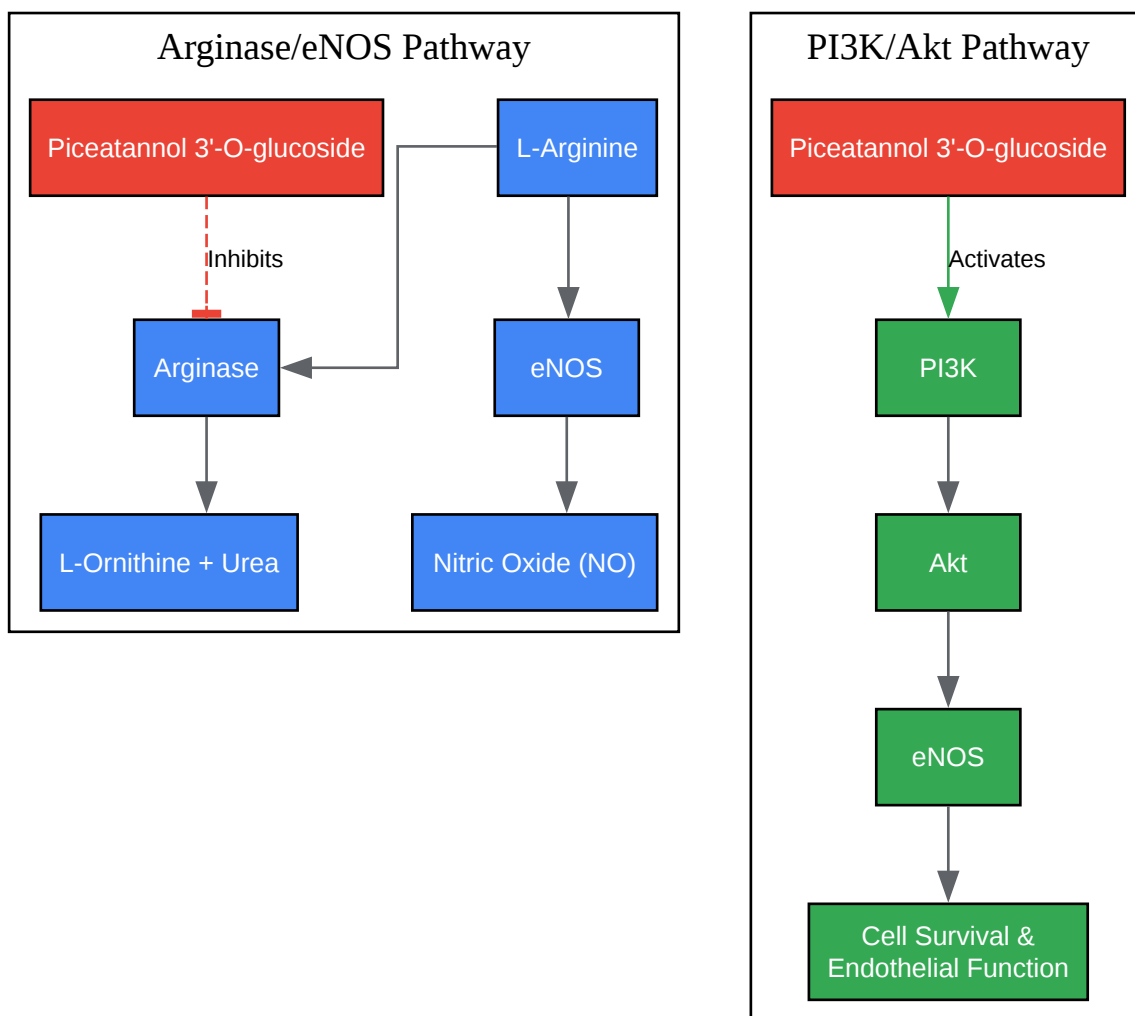 Arginase/eNOS Pathway
Piceatannol 3'-O-glucoside
L-Arginine
Inhibits
Arginase
eNOS
L-Ornithine + Urea
Nitric Oxide (NO)
PI3K/Akt Pathway
Piceatannol 3'-O-glucoside
Activates
PI3K
Akt
eNOS
Cell Survival &
Endothelial Function